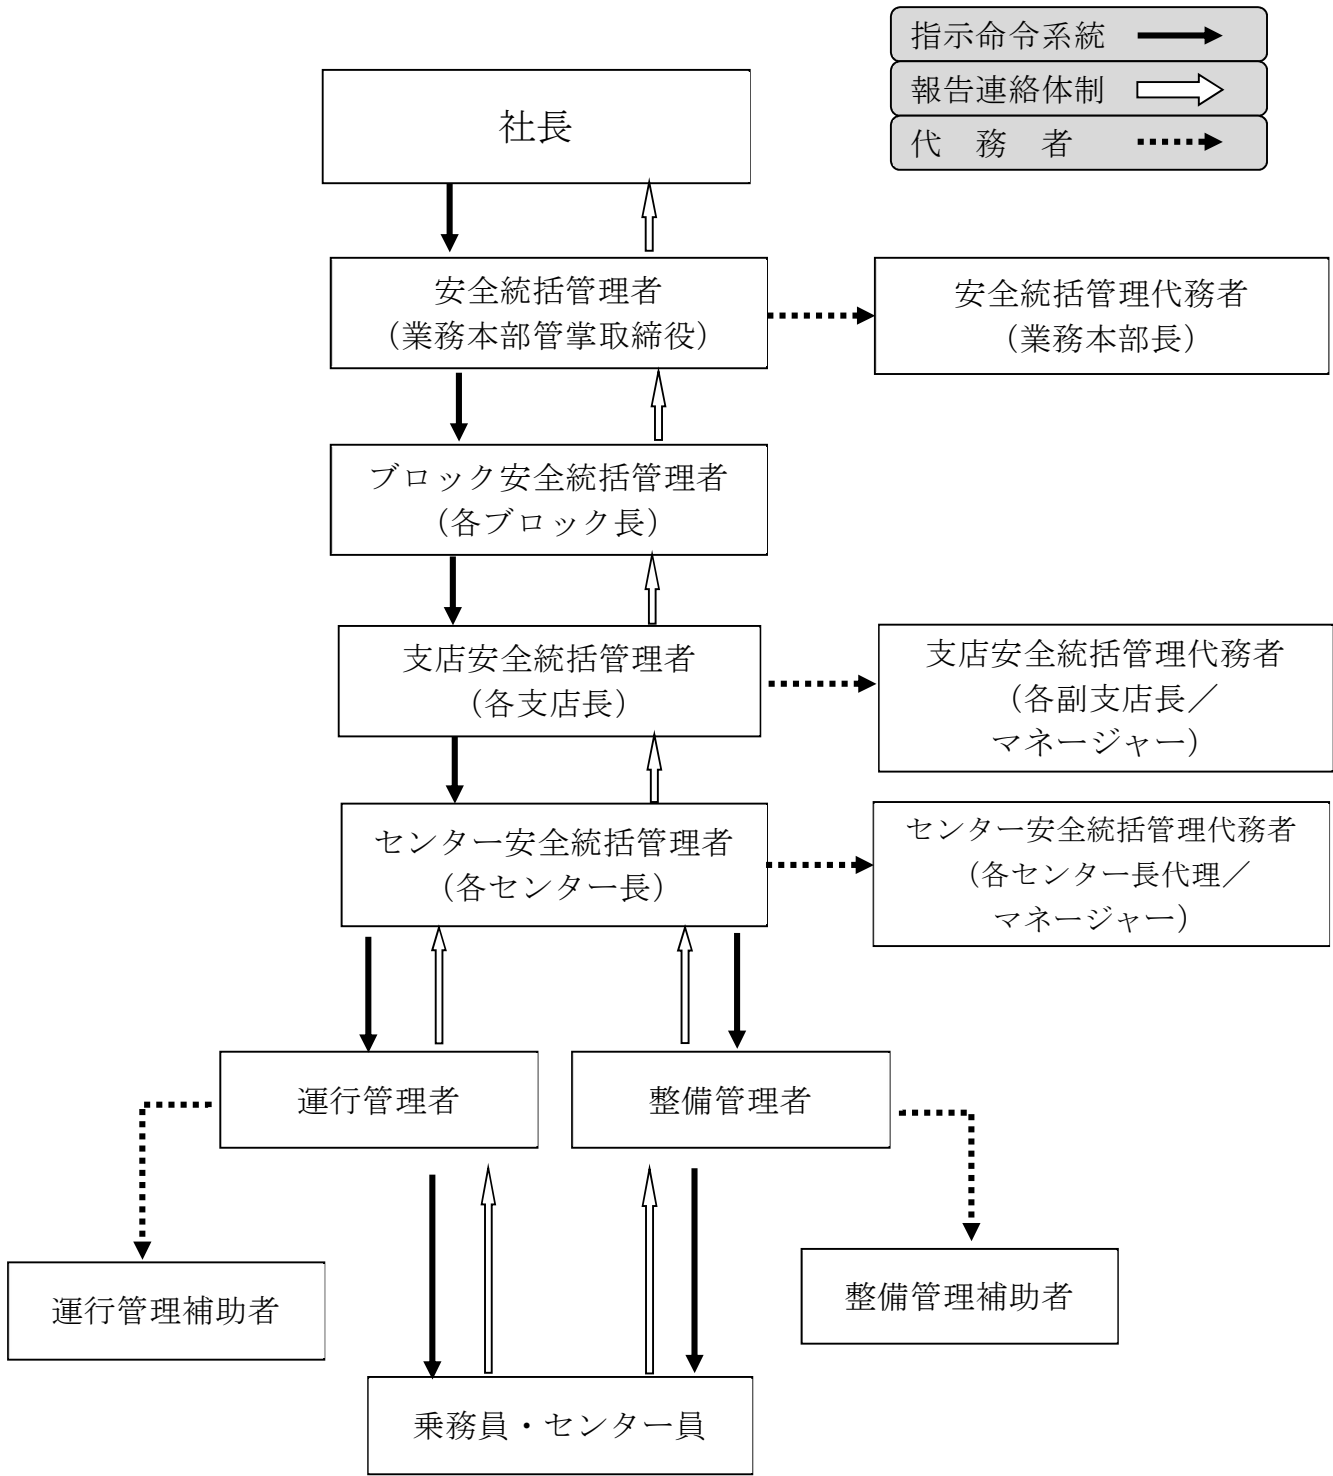 指示命令系統
報告連絡体制
代　務　者
社長
安全統括管理者
（業務本部管掌取締役）
安全統括管理代務者
（業務本部長）
ブロック安全統括管理者
（各ブロック長）
支店安全統括管理者
（各支店長）
支店安全統括管理代務者
（各副支店長／
マネージャー）
センター安全統括管理者
（各センター長）
センター安全統括管理代務者
（各センター長代理／
マネージャー）
運行管理者
整備管理者
運行管理補助者
整備管理補助者
乗務員・センター員